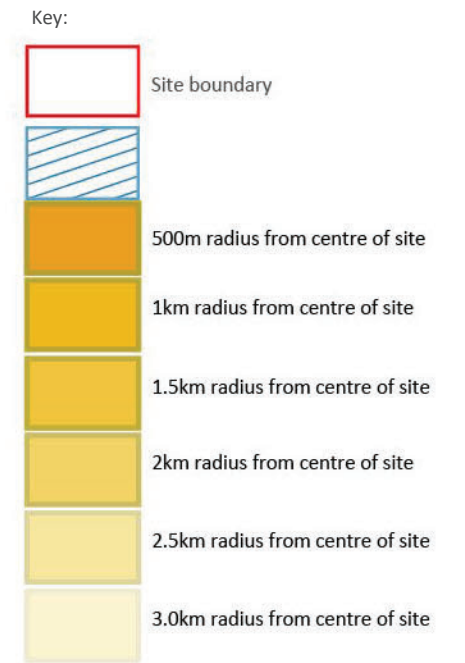 Key:
Site boundary
500m radius from centre of site
1km radius from centre of site
1.5km radius from centre of site
2km radius from centre of site
2.5km radius from centre of site
3.0km radius from centre of site